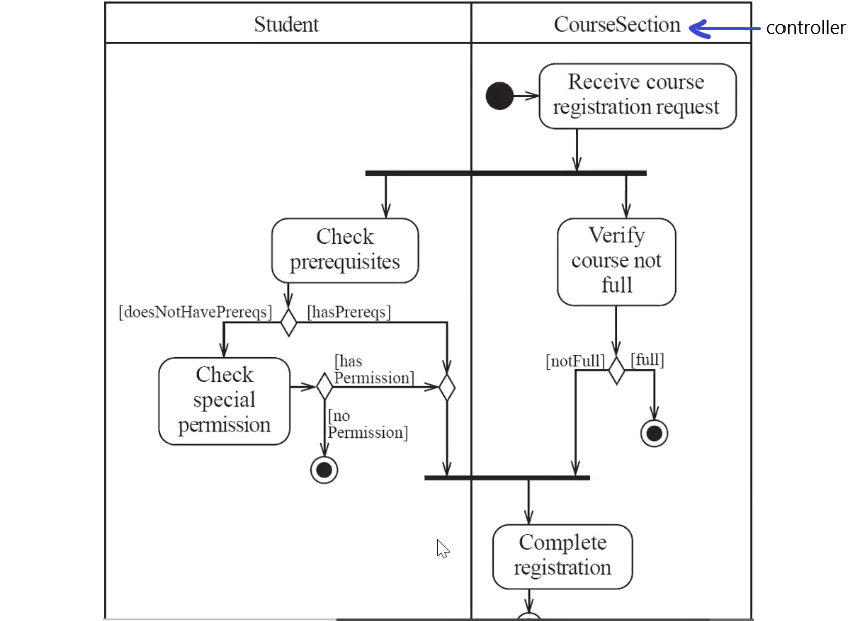 Student
CourseSection
controller
Receive course
registration request
Check
prerequisites
Verify
course not
full
[doesNotHavePrereqs]
[hasPrereqs]
Check
special
permission
[has
Permission]
[no
Permission]
[notFull]
[full]
Complete
registration